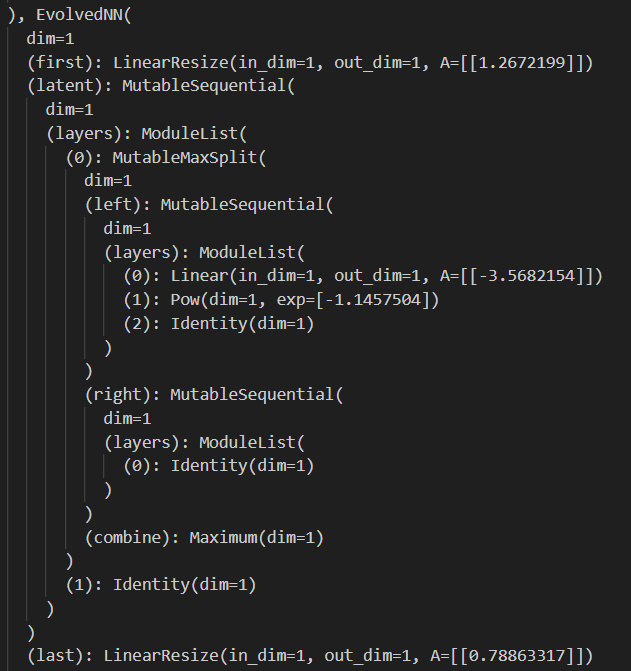 ), EvolvedNN(
dim=1
(first): LinearResize(in_dim=1, out_dim=1, A=[[1.2672199]])
(latent): MutableSequential(
dim=1
(layers): ModuleList(
(0): MutableMaxSplit(
dim=1
(left): MutableSequential(
dim=1
(layers): ModuleList(
(0): Linear(in_dim=1, out_dim=1, A=[[-3.5682154]])
(1): Pow(dim=1, exp=[-1.1457504])
(2): Identity(dim=1)
)
)
(right): MutableSequential(
dim=1
(layers): ModuleList(
(0): Identity(dim=1)
)
)
(combine): Maximum(dim=1)
)
(1): Identity(dim=1)
)
)
(last): LinearResize(in_dim=1, out_dim=1, A=[[0.78863317]])